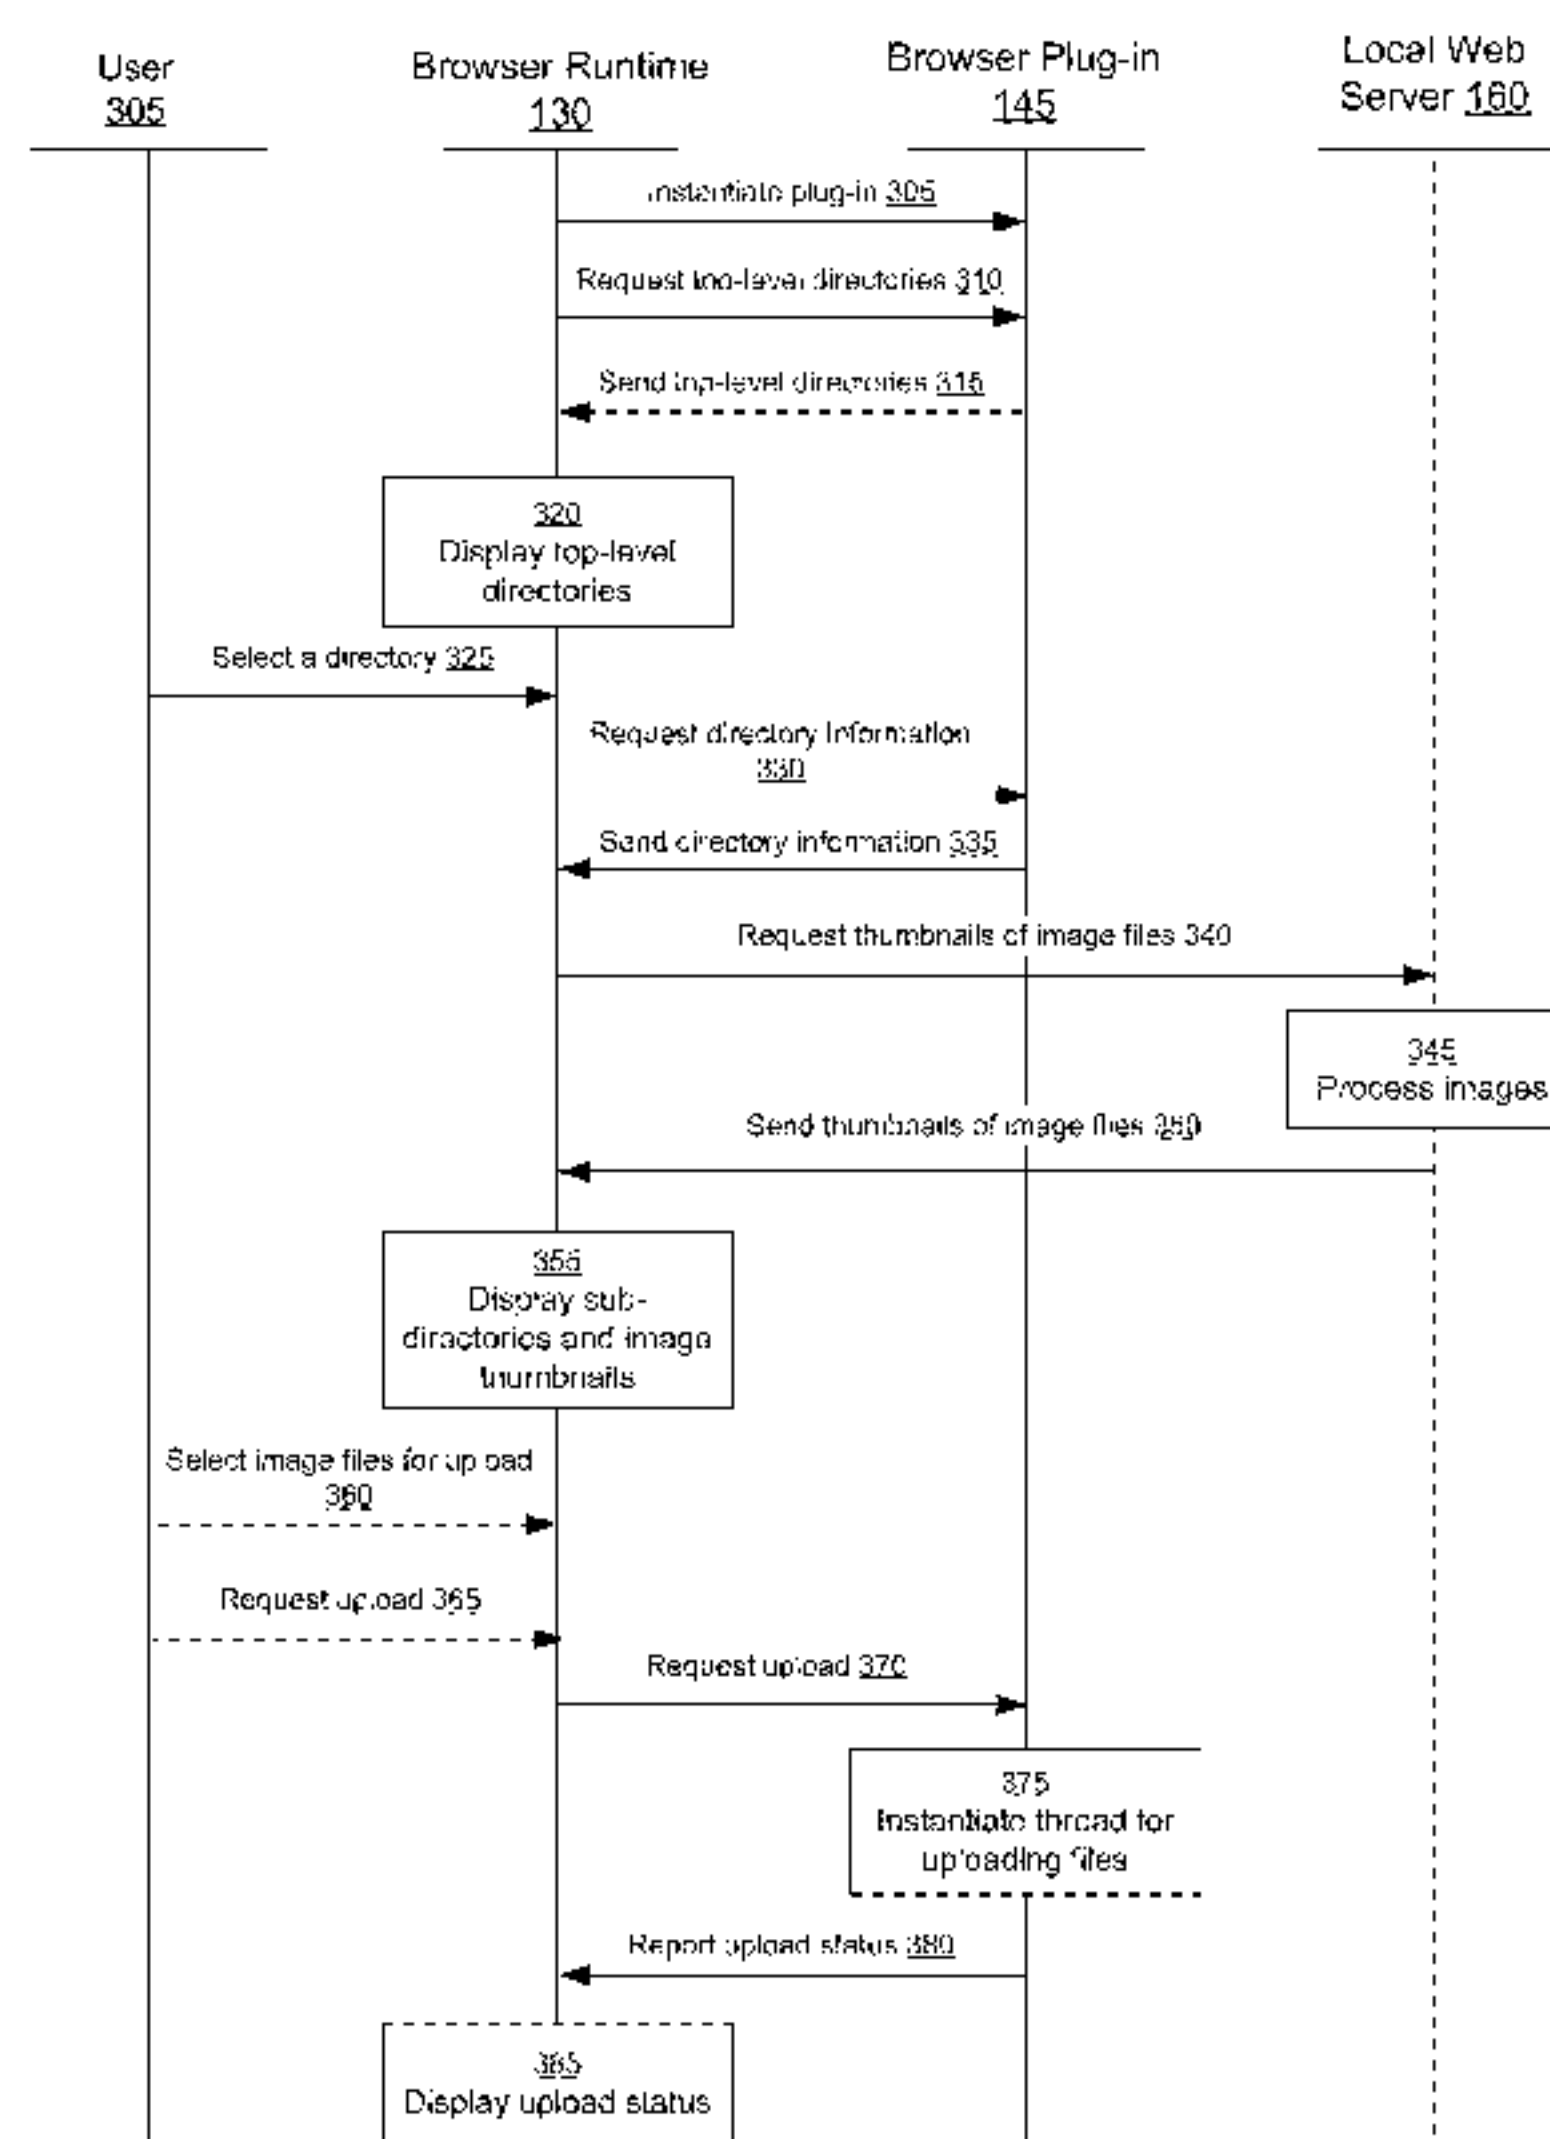 User
305
Browser Runtime
130
Browser Plug-in
145
Local Web
Server 160
Instantiate plug-in 305
Request top-level directories 310
Send top-level directories 315
320
Display top-level
directories
Select a directory 325
Request directory information
330
Send directory information 335
Request thumbnails of image files 340
345
Process images
Send thumbnails of image files 350
355
Display sub-
directories and image
thumbnails
Select image files for upload
360
Request upload 365
Request upload 370
375
Instantiate thread for
uploading files
Report upload status 380
385
Display upload status